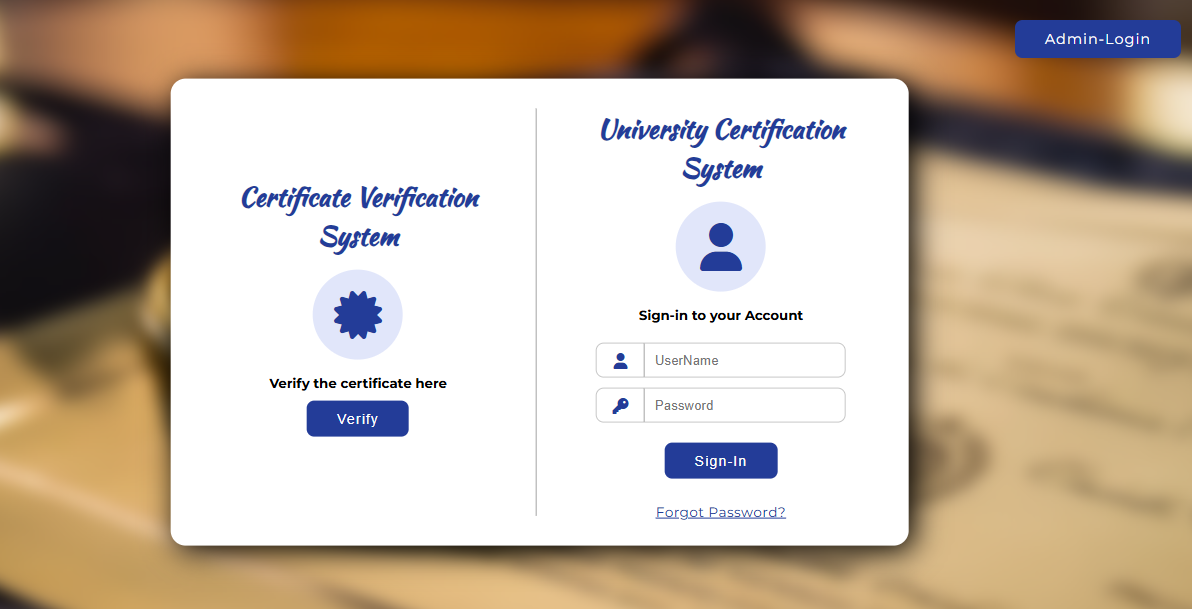 Admin-Login
Certificate Verification
System
Verify the certificate here
Verify
University Certification
System
Sign-in to your Account
UserName
Password
Sign-In
Forgot Password?